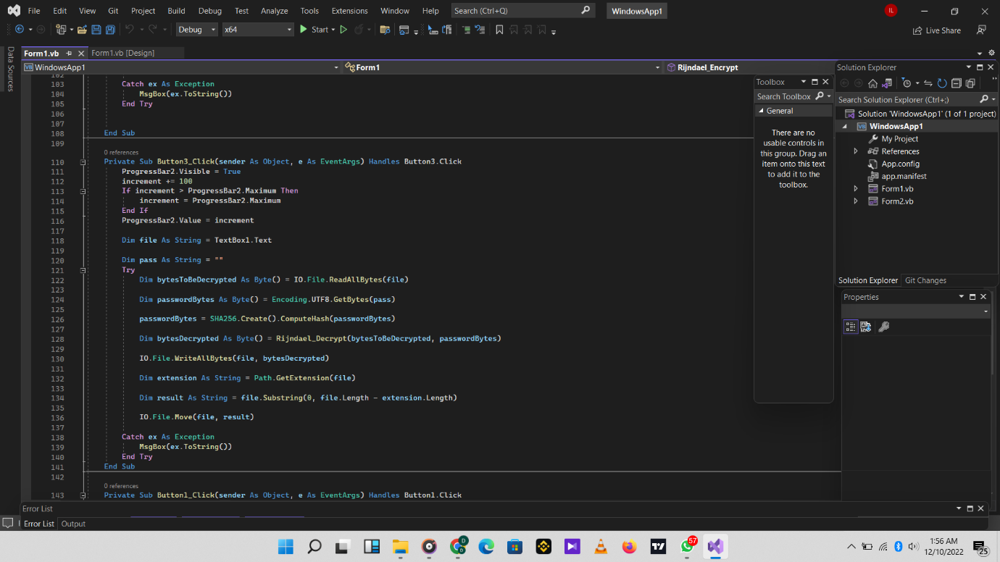 File Edit View Git Project Build Debug Test Analyze Tools Extensions Window Help Search (Ctrl+Q) WindowsApp1 IL
Debug x64 Start Live Share
Data Sources
Form1.vb Form1.vb [Design]
WindowsApp1 Form1 Rijndael_Encrypt
102
103 Catch ex As Exception
104 MsgBox(ex.ToString())
105 End Try
106
107
108 End Sub
109
0 references
110 Private Sub Button3_Click(sender As Object, e As EventArgs) Handles Button3.Click
111 ProgressBar2.Visible = True
112 increment += 100
113 If increment > ProgressBar2.Maximum Then
114 increment = ProgressBar2.Maximum
115 End If
116 ProgressBar2.Value = increment
117
118 Dim file As String = TextBox1.Text
119
120 Dim pass As String = ""
121 Try
122 Dim bytesToBeDecrypted As Byte() = IO.File.ReadAllBytes(file)
123
124 Dim passwordBytes As Byte() = Encoding.UTF8.GetBytes(pass)
125
126 passwordBytes = SHA256.Create().ComputeHash(passwordBytes)
127
128 Dim bytesDecrypted As Byte() = Rijndael_Decrypt(bytesToBeDecrypted, passwordBytes)
129
130 IO.File.WriteAllBytes(file, bytesDecrypted)
131
132 Dim extension As String = Path.GetExtension(file)
133
134 Dim result As String = file.Substring(0, file.Length - extension.Length)
135
136 IO.File.Move(file, result)
137
138 Catch ex As Exception
139 MsgBox(ex.ToString())
140 End Try
141 End Sub
142
0 references
143 Private Sub Button1_Click(sender As Object, e As EventArgs) Handles Button1.Click
Toolbox
Search Toolbox
General
There are no
usable controls in
this group. Drag an
item onto this text
to add it to the
toolbox.
Solution Explorer
Search Solution Explorer (Ctrl+;)
Solution 'WindowsApp1' (1 of 1 project)
VB WindowsApp1
My Project
References
App.config
app.manifest
Form1.vb
Form2.vb
Solution Explorer Git Changes
Properties
Error List
Error List Output
57
1:56 AM
12/10/2022
25